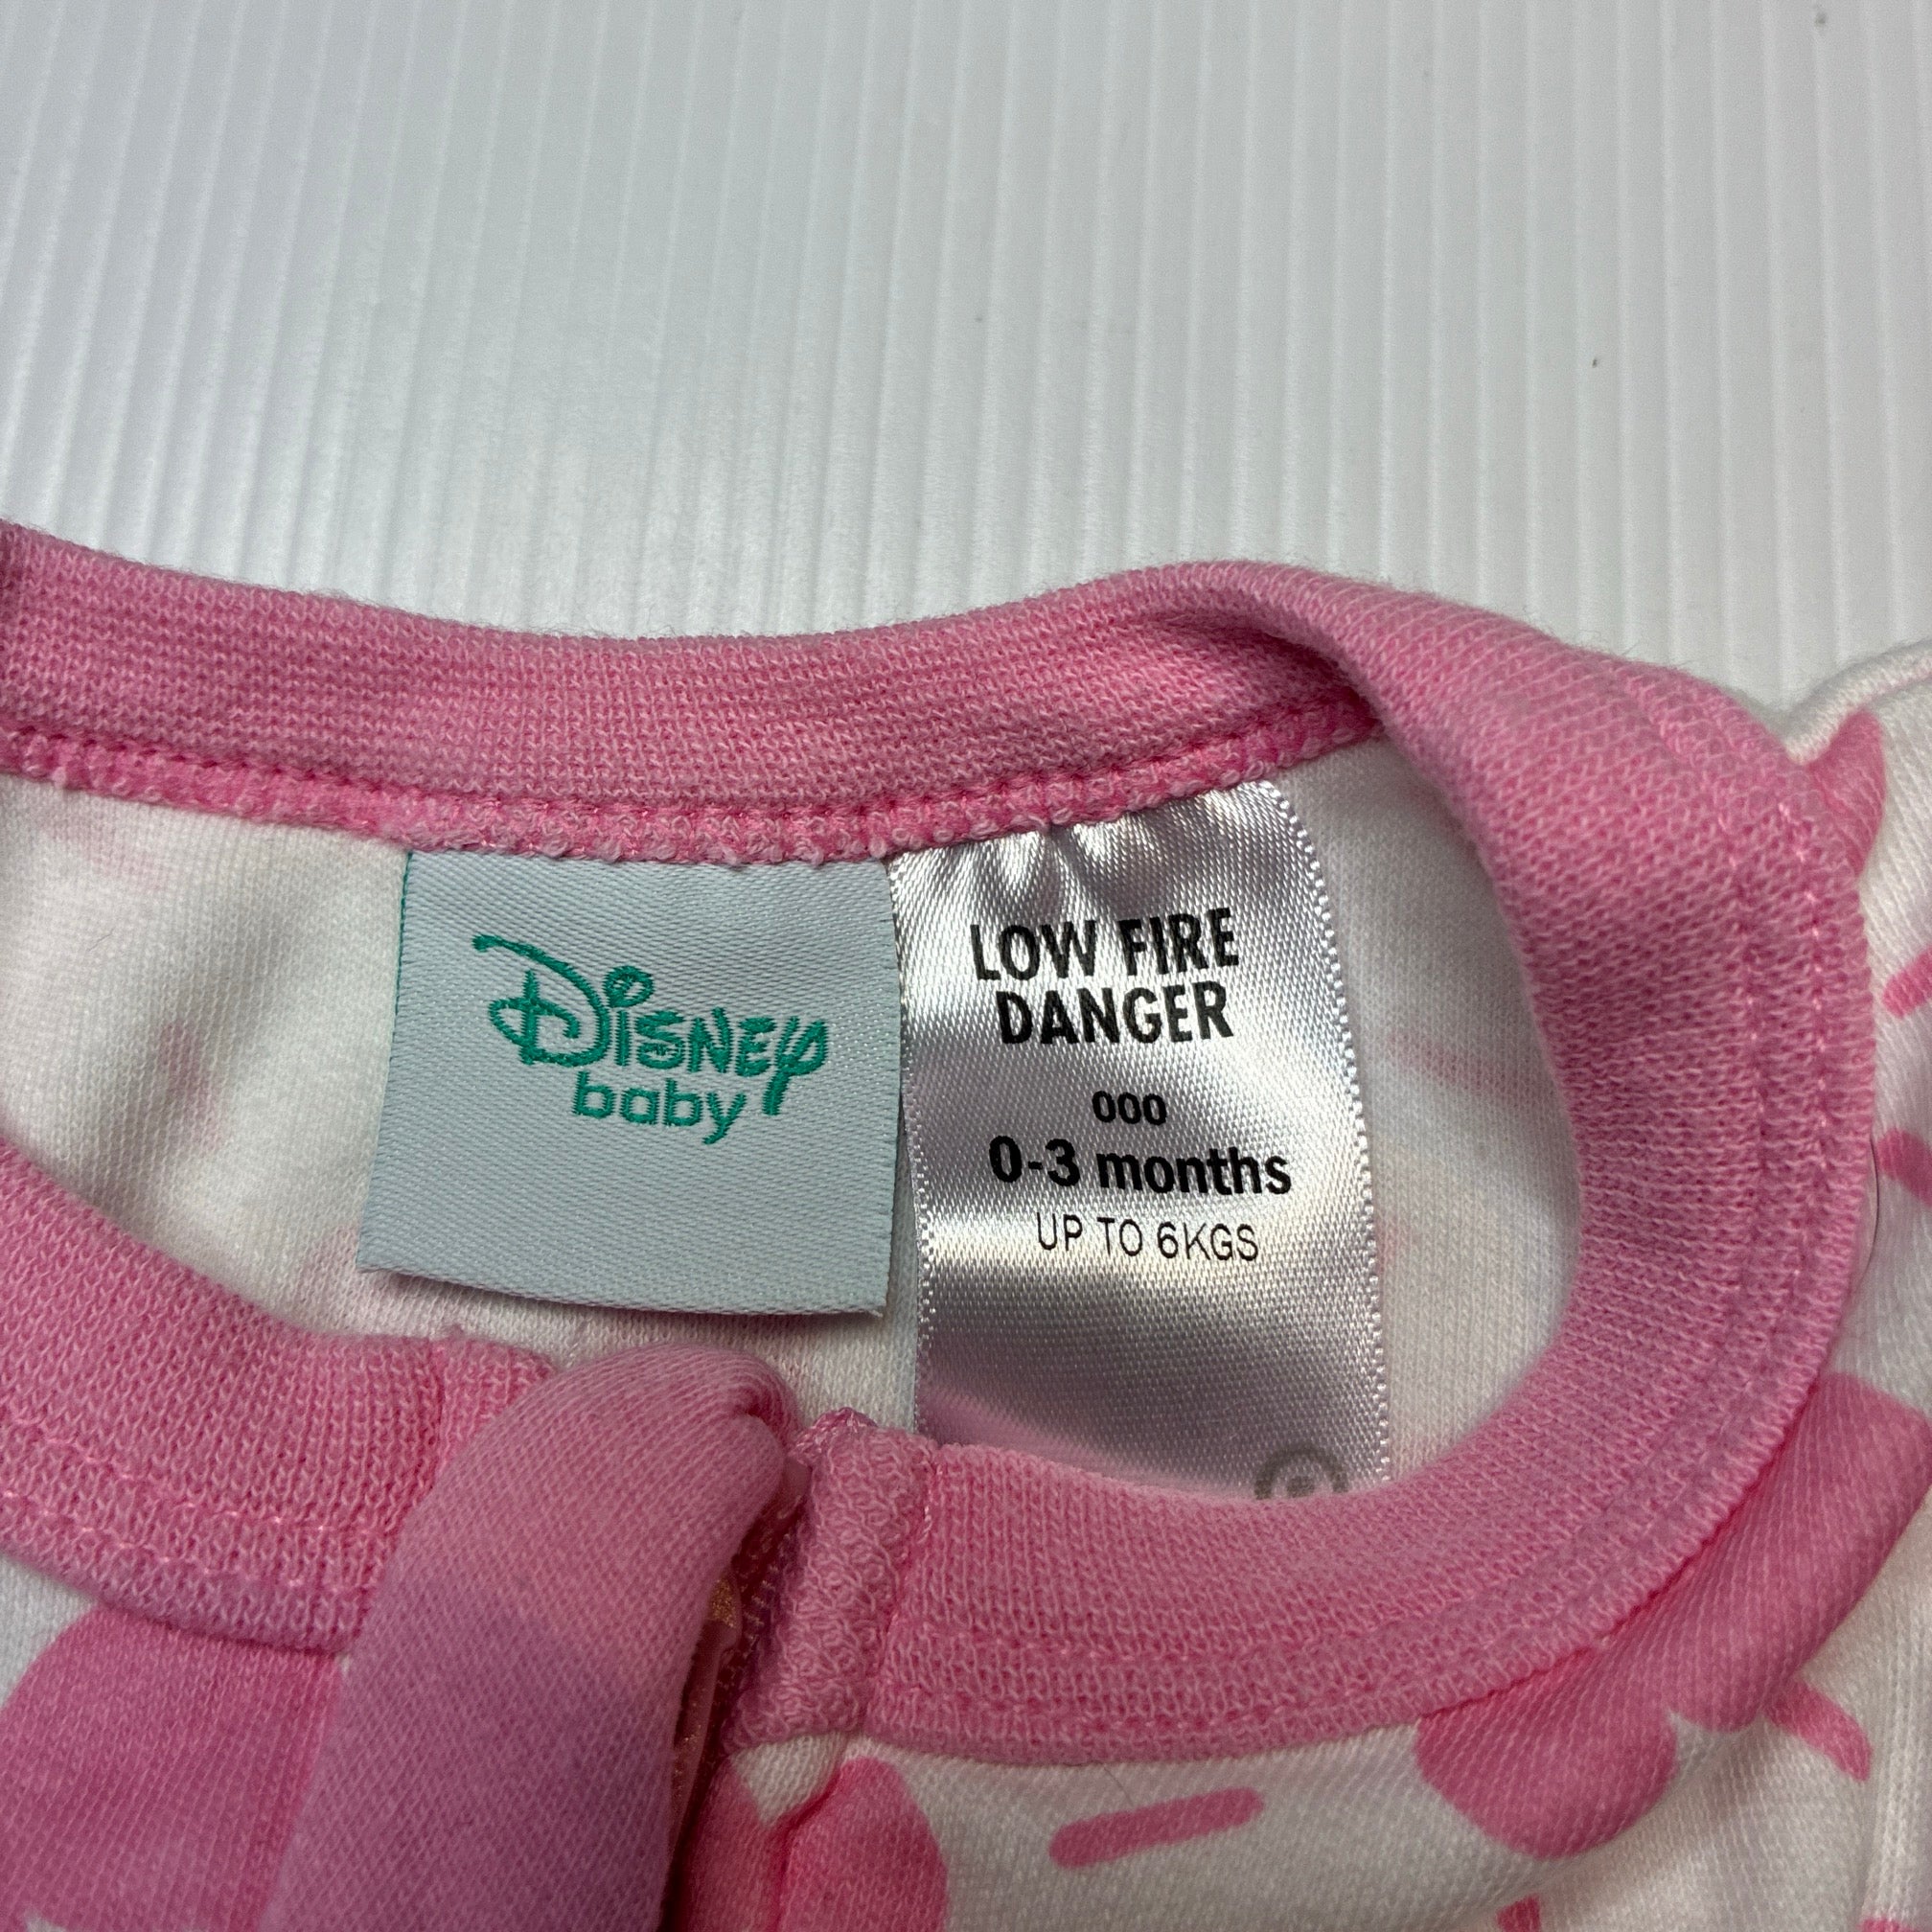 Disney
baby
LOW FIRE
DANGER
000
0-3 months
UP TO 6KGS